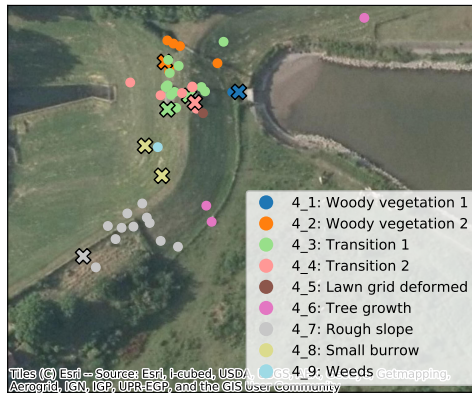 4_1: Woody vegetation 1
4_2: Woody vegetation 2
4_3: Transition 1
4_4: Transition 2
4_5: Lawn grid deformed
4_6: Tree growth
4_7: Rough slope
4_8: Small burrow
4_9: Weeds
Tiles (C) Esri -- Source: Esri, i-cubed, USDA, Getmapping,
Aerogrid, IGN, IGP, UPR-EGP, and the GIS User Community